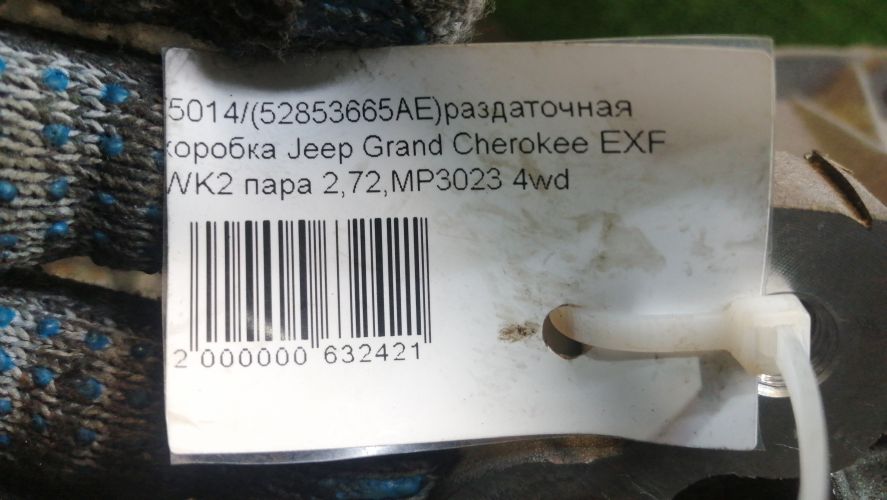 5014/(52853665AE)раздаточная
коробка Jeep Grand Cherokee EXF
WK2 пара 2,72,MP3023 4wd
2 000000 632421